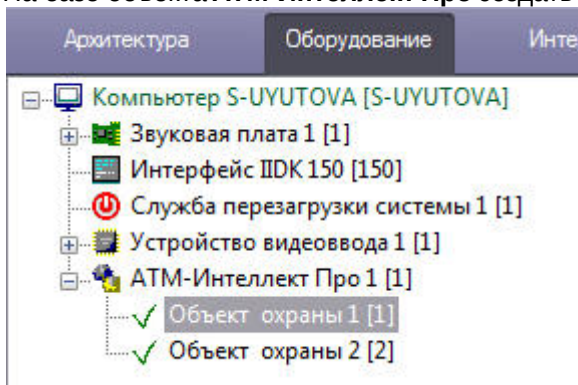 Архитектура Оборудование Инте
Компьютер S-UYUTOVA [S-UYUTOVA]
Звуковая плата 1 [1]
Интерфейс IIDK 150 [150]
Служба перезагрузки системы 1 [1]
Устройство видеоввода 1 [1]
АТМ-Интеллект Про 1 [1]
Объект охраны 1 [1]
Объект охраны 2 [2]